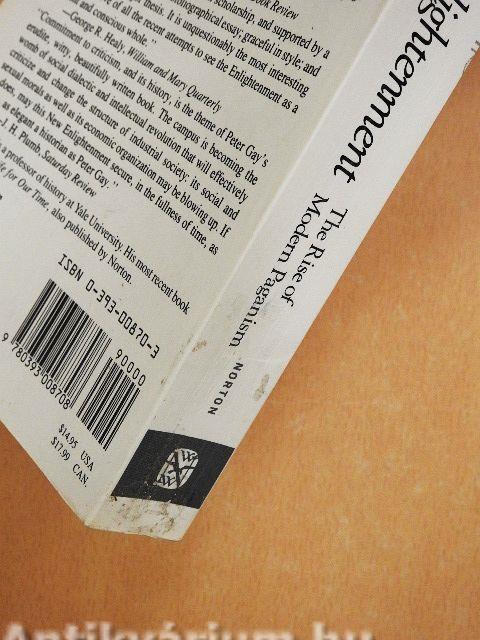 Book Review
scholarship, and supported by a
bliographical essay; graceful in style; and
thesis. It is unquestionably the most interesting
of all the recent attempts to see the Enlightenment as a
and conscious whole."
—George R. Healy, William and Mary Quarterly
"Commitment to criticism, and its history, is the theme of Peter Gay's
erudite, witty, beautifully written book. The campus is becoming the
womb of social dialectic and intellectual revolution that will effectively
criticize and change the structure of industrial society; its social and
sexual morals as well as its economic organization may be blowing up. If
does, may this New Enlightenment secure, in the fullness of time, as
as elegant a historian as Peter Gay."
—J. H. Plumb, Saturday Review
a professor of history at Yale University. His most recent book
for Our Time, also published by Norton.
ISBN 0-393-00870-3
90000
9 780393 008708
$14.95 USA
$17.99 CAN.
lightenment
The Rise of
Modern Paganism
NORTON
W W
Antikvárium.hu